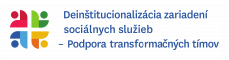 Deinštitucionalizácia zariadení
sociálnych služieb
– Podpora transformačných tímov